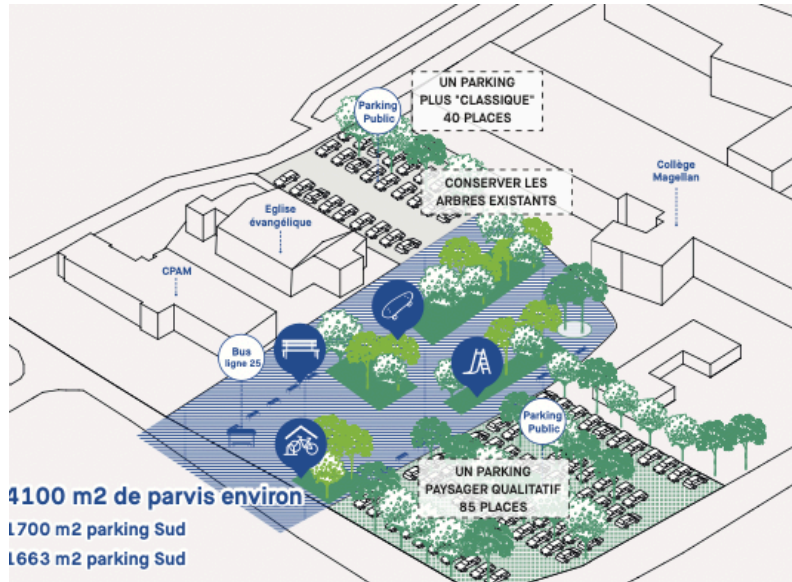 UN PARKING
PLUS "CLASSIQUE"
40 PLACES
Parking
Public
CONSERVER LES
ARBRES EXISTANTS
Collège
Magellan
Eglise
évangélique
CPAM
Bus
ligne 25
Parking
Public
UN PARKING
PAYSAGER QUALITATIF
85 PLACES
4100 m2 de parvis environ
1700 m2 parking Sud
1663 m2 parking Sud